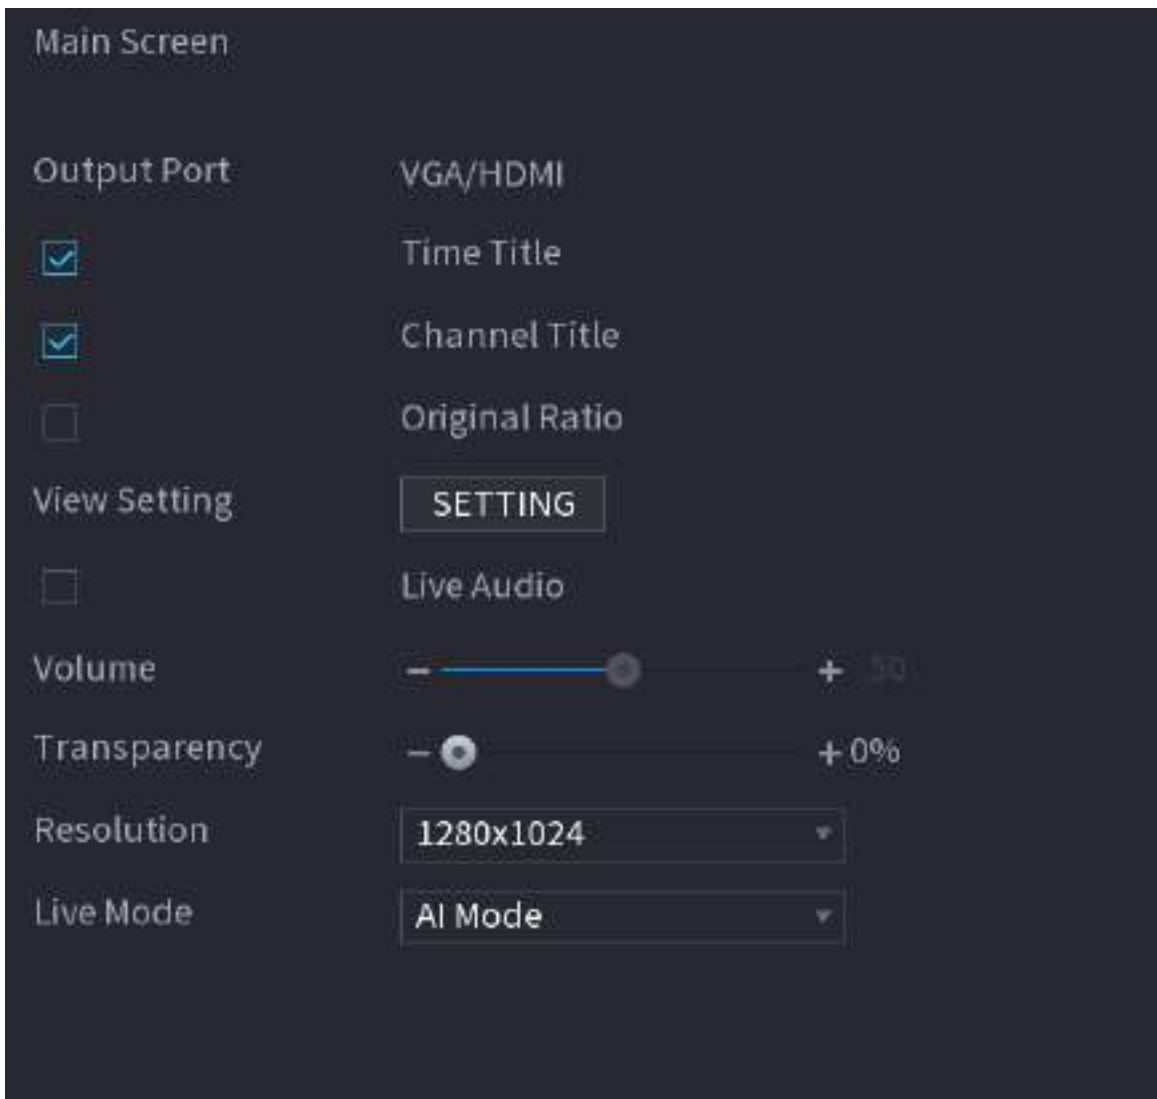 Main Screen
Output Port VGA/HDMI
Time Title
Channel Title
Original Ratio
View Setting SETTING
Live Audio
Volume − + 50
Transparency − + 0%
Resolution 1280x1024
Live Mode AI Mode